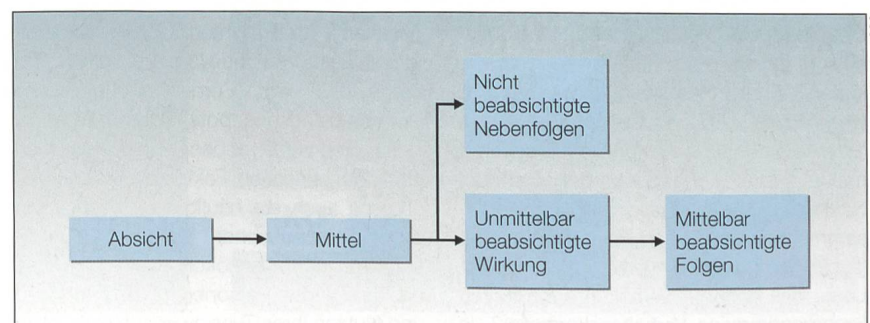 Nicht
beabsichtigte
Nebenfolgen
Absicht
Mittel
Unmittelbar
beabsichtigte
Wirkung
Mittelbar
beabsichtigte
Folgen